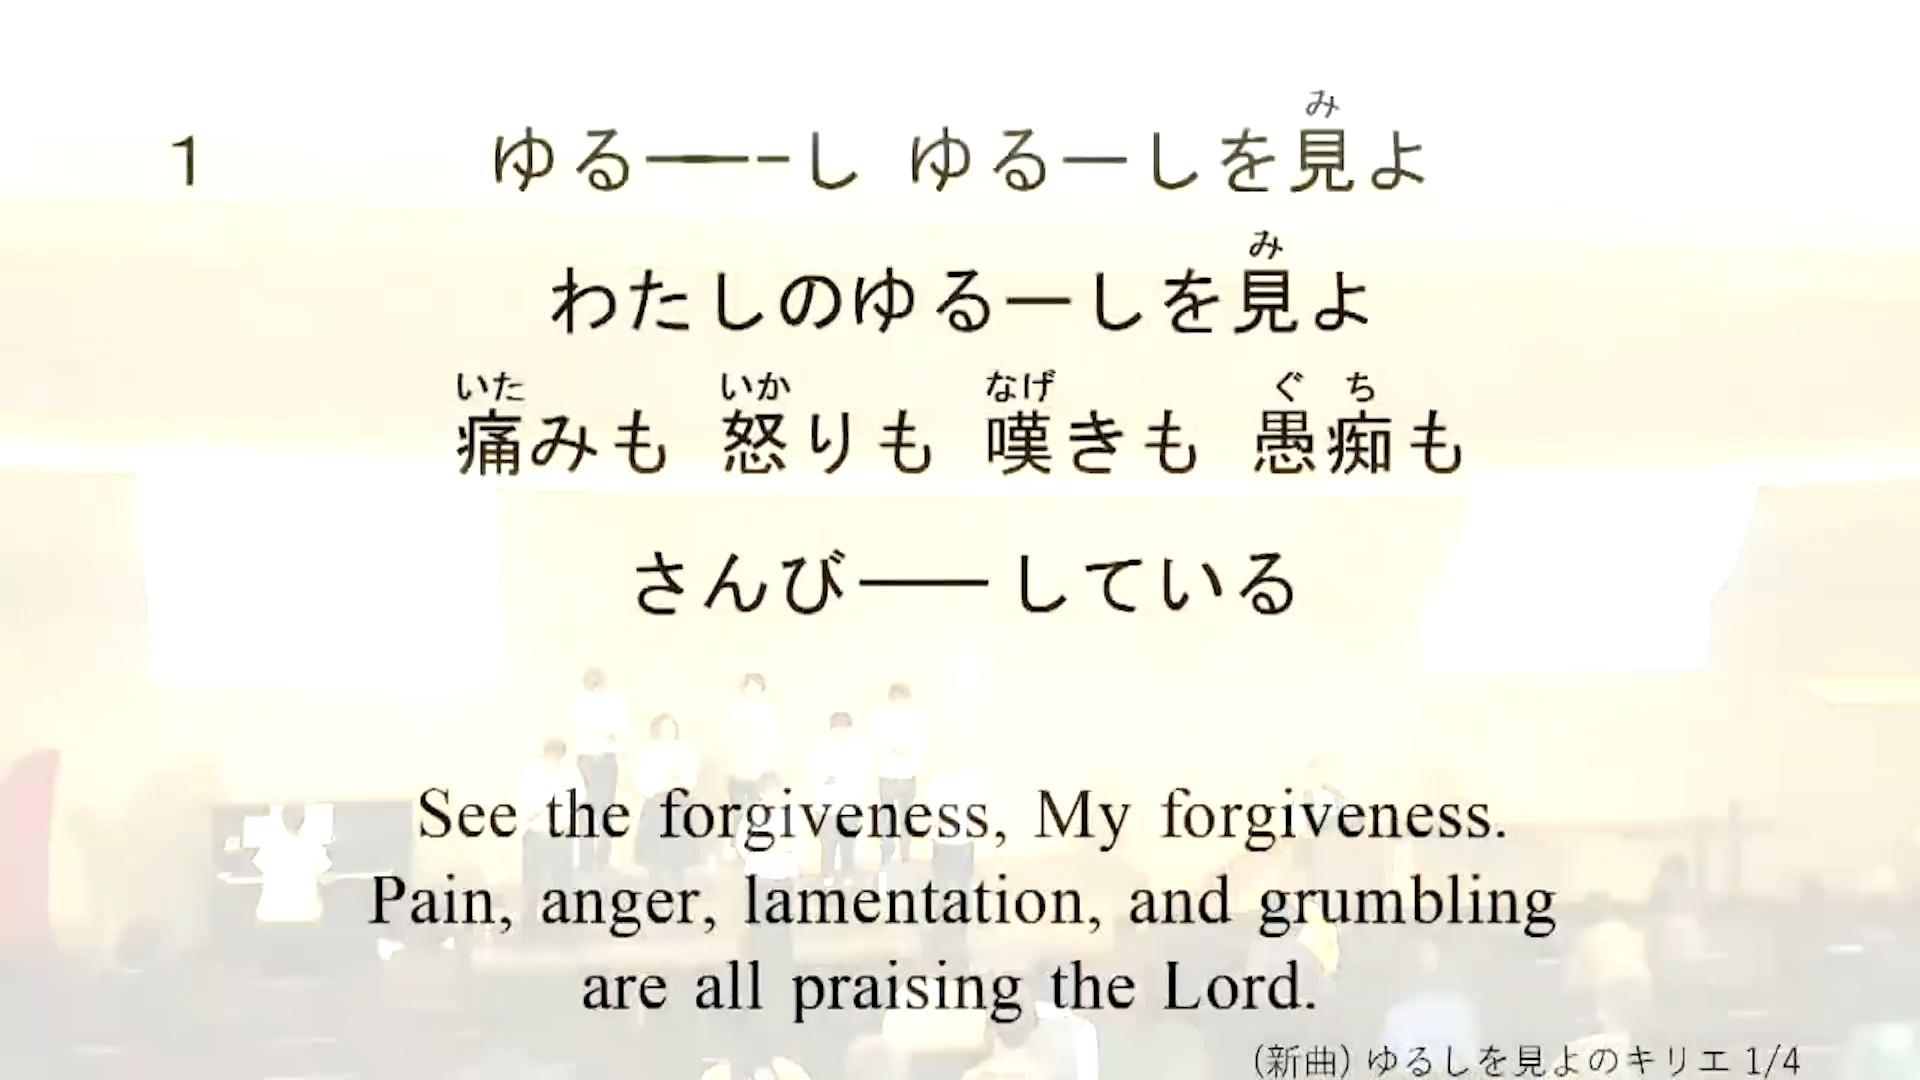 1 ゆる――-し ゆる―しを見よ
み
わたしのゆる―しを見よ
み
痛みも 怒りも 嘆きも 愚痴も
いた いか なげ ぐ ち
さんび――している
See the forgiveness, My forgiveness.
Pain, anger, lamentation, and grumbling
are all praising the Lord.
(新曲) ゆるしを見よのキリエ 1/4